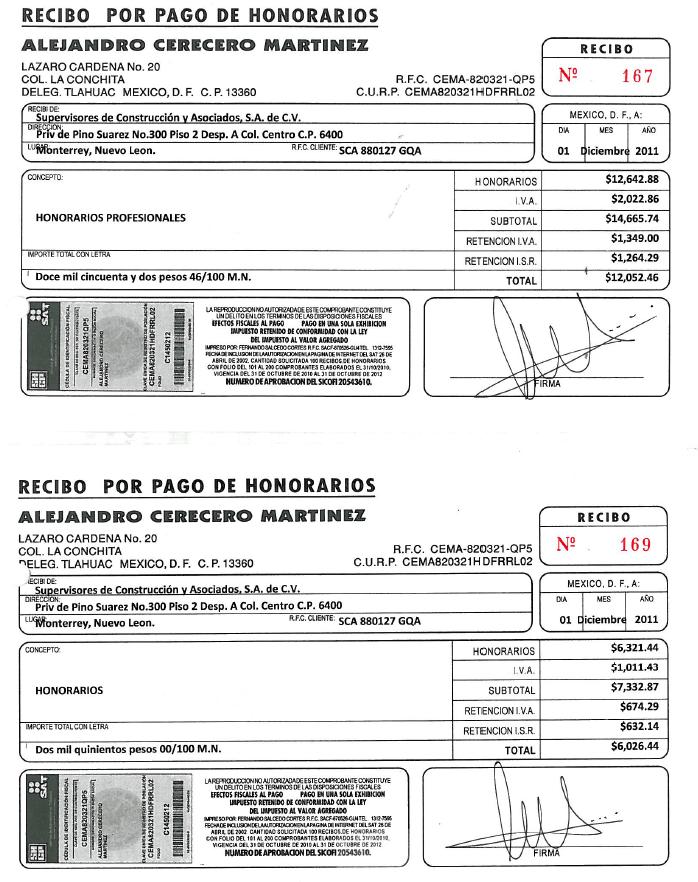 RECIBO POR PAGO DE HONORARIOS
ALEJANDRO CERECERO MARTINEZ
LAZARO CARDENA No. 20
COL. LA CONCHITA
DELEG. TLAHUAC MEXICO, D. F. C. P. 13360
R.F.C. CEMA-820321-QP5
C.U.R.P. CEMA820321HDFRRL02
RECIBO
Nº 167
RECIBI DE:
Supervisores de Construcción y Asociados, S.A. de C.V.
DIRECCION:
Priv de Pino Suarez No.300 Piso 2 Desp. A Col. Centro C.P. 6400
LUGAR:
Monterrey, Nuevo Leon. R.F.C. CLIENTE: SCA 880127 GQA
MEXICO, D. F., A:
DIA MES AÑO
01 Diciembre 2011
CONCEPTO:
HONORARIOS PROFESIONALES
IMPORTE TOTAL CON LETRA
Doce mil cincuenta y dos pesos 46/100 M.N.
HONORARIOS $12,642.88
I.V.A. $2,022.86
SUBTOTAL $14,665.74
RETENCION I.V.A. $1,349.00
RETENCION I.S.R. $1,264.29
TOTAL $12,052.46
SAT
CÉDULA DE IDENTIFICACIÓN FISCAL
CEMA820321QP5
ALEJANDRO CERECERO
MARTINEZ
CEMA820321HDFRRL02
FOLIO
C1459212
LA REPRODUCCION NO AUTORIZADA DE ESTE COMPROBANTE CONSTITUYE
UN DELITO EN LOS TERMINOS DE LAS DISPOSICIONES FISCALES
EFECTOS FISCALES AL PAGO PAGO EN UNA SOLA EXHIBICION
IMPUESTO RETENIDO DE CONFORMIDAD CON LA LEY
DEL IMPUESTO AL VALOR AGREGADO
IMPRESO POR: FERNANDO SALCEDO CORTES R.F.C. SACF-670526-GU4 TEL. 1312-7595
FECHA DE INCLUSION DE LA AUTORIZACION EN LA PAGINA DE INTERNET DEL SAT 26 DE
ABRIL DE 2002. CANTIDAD SOLICITADA 100 RECIBOS DE HONORARIOS
CON FOLIO DEL 101 AL 200 COMPROBANTES ELABORADOS EL 31/10/2010,
VIGENCIA DEL 31 DE OCTUBRE DE 2010 AL 31 DE OCTUBRE DE 2012
NUMERO DE APROBACION DEL SICOFI 20543610.
FIRMA
RECIBO POR PAGO DE HONORARIOS
ALEJANDRO CERECERO MARTINEZ
LAZARO CARDENA No. 20
COL. LA CONCHITA
DELEG. TLAHUAC MEXICO, D. F. C. P. 13360
R.F.C. CEMA-820321-QP5
C.U.R.P. CEMA820321HDFRRL02
RECIBO
Nº 169
RECIBI DE:
Supervisores de Construcción y Asociados, S.A. de C.V.
DIRECCION:
Priv de Pino Suarez No.300 Piso 2 Desp. A Col. Centro C.P. 6400
LUGAR:
Monterrey, Nuevo Leon. R.F.C. CLIENTE: SCA 880127 GQA
MEXICO, D. F., A:
DIA MES AÑO
01 Diciembre 2011
CONCEPTO:
HONORARIOS
IMPORTE TOTAL CON LETRA
Dos mil quinientos pesos 00/100 M.N.
HONORARIOS $6,321.44
I.V.A. $1,011.43
SUBTOTAL $7,332.87
RETENCION I.V.A. $674.29
RETENCION I.S.R. $632.14
TOTAL $6,026.44
SAT
CÉDULA DE IDENTIFICACIÓN FISCAL
CEMA820321QP5
ALEJANDRO CERECERO
MARTINEZ
CEMA820321HDFRRL02
FOLIO
C1459212
LA REPRODUCCION NO AUTORIZADA DE ESTE COMPROBANTE CONSTITUYE
UN DELITO EN LOS TERMINOS DE LAS DISPOSICIONES FISCALES
EFECTOS FISCALES AL PAGO PAGO EN UNA SOLA EXHIBICION
IMPUESTO RETENIDO DE CONFORMIDAD CON LA LEY
DEL IMPUESTO AL VALOR AGREGADO
IMPRESO POR: FERNANDO SALCEDO CORTES R.F.C. SACF-670526-GU4 TEL. 1312-7595
FECHA DE INCLUSION DE LA AUTORIZACION EN LA PAGINA DE INTERNET DEL SAT 26 DE
ABRIL DE 2002. CANTIDAD SOLICITADA 100 RECIBOS DE HONORARIOS
CON FOLIO DEL 101 AL 200 COMPROBANTES ELABORADOS EL 31/10/2010,
VIGENCIA DEL 31 DE OCTUBRE DE 2010 AL 31 DE OCTUBRE DE 2012
NUMERO DE APROBACION DEL SICOFI 20543610.
FIRMA